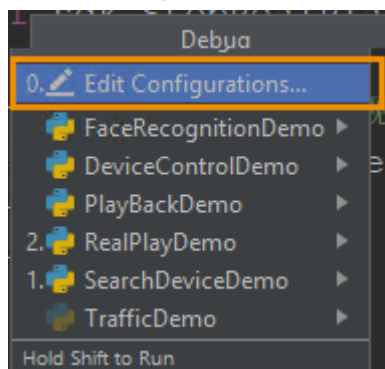 Debug
0. Edit Configurations...
FaceRecognitionDemo
DeviceControlDemo
PlayBackDemo
2. RealPlayDemo
1. SearchDeviceDemo
TrafficDemo
Hold Shift to Run